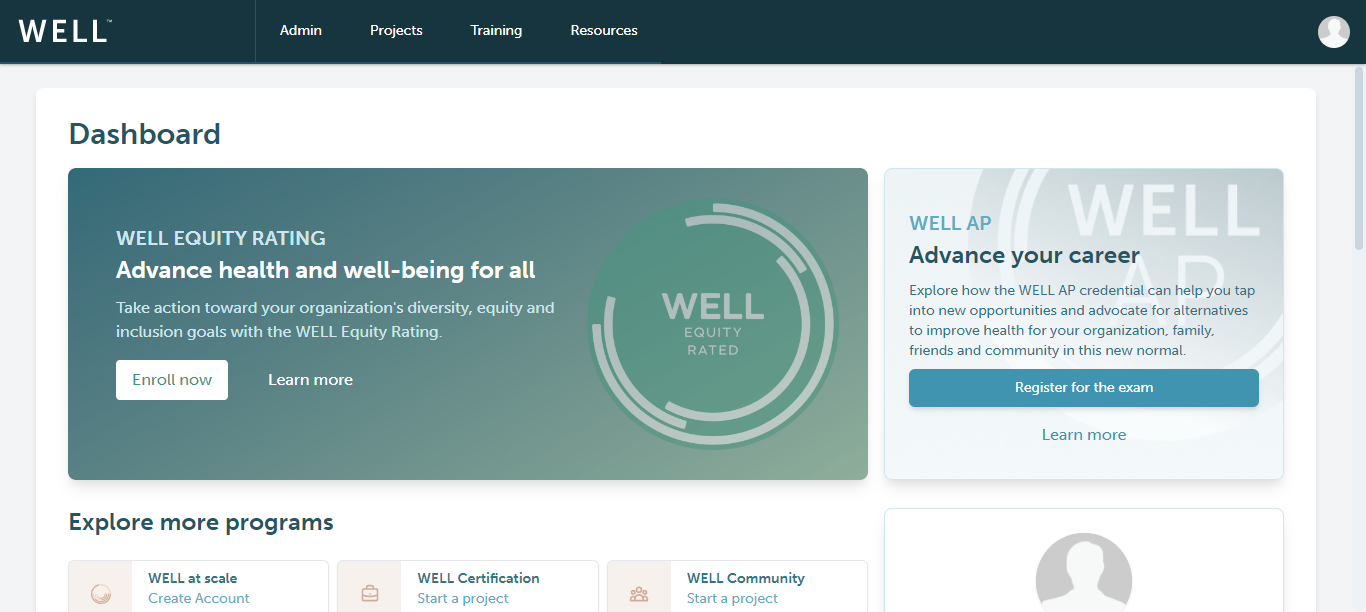 WELL™
Admin
Projects
Training
Resources
Dashboard
WELL EQUITY RATING
Advance health and well-being for all
Take action toward your organization's diversity, equity and
inclusion goals with the WELL Equity Rating.
Enroll now
Learn more
WELL
EQUITY
RATED
WELL
AP
WELL AP
Advance your career
Explore how the WELL AP credential can help you tap
into new opportunities and advocate for alternatives
to improve health for your organization, family,
friends and community in this new normal.
Register for the exam
Learn more
Explore more programs
WELL at scale
Create Account
WELL Certification
Start a project
WELL Community
Start a project